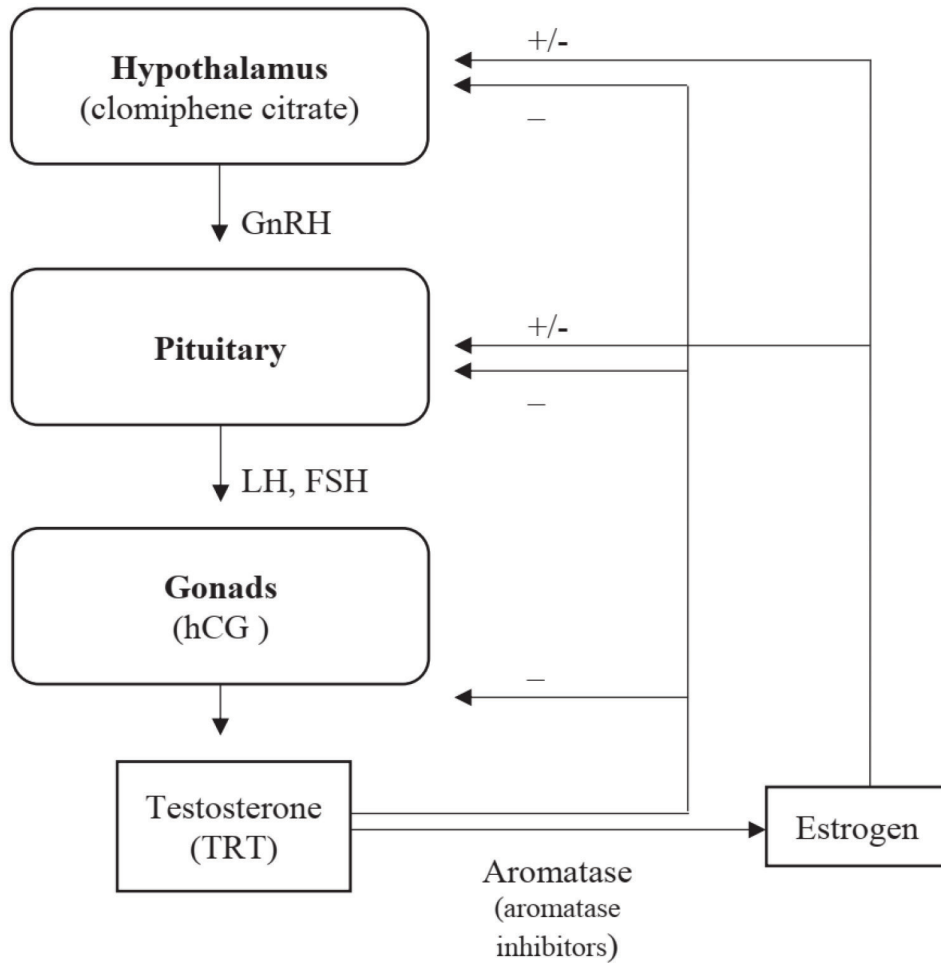 +/-
Hypothalamus
(clomiphene citrate)
–
GnRH
+/-
Pituitary
–
LH, FSH
Gonads
(hCG )
–
Testosterone
(TRT)
Estrogen
Aromatase
(aromatase
inhibitors)